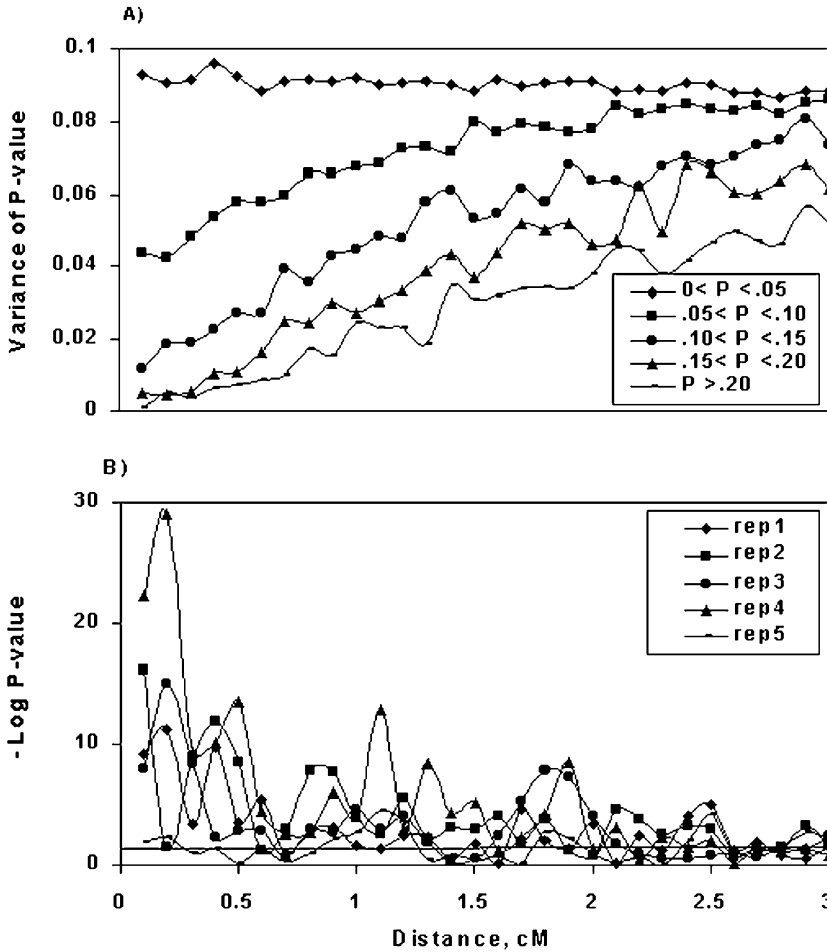 A)
0.1
0.08
0.06
0.04
0.02
0
Variance of P-value
0< P <.05
.05< P <.10
.10< P <.15
.15< P <.20
P >.20
B)
30
20
10
0
- Log P-value
rep1
rep2
rep3
rep4
rep5
0 0.5 1 1.5 2 2.5 3
Distance, cM